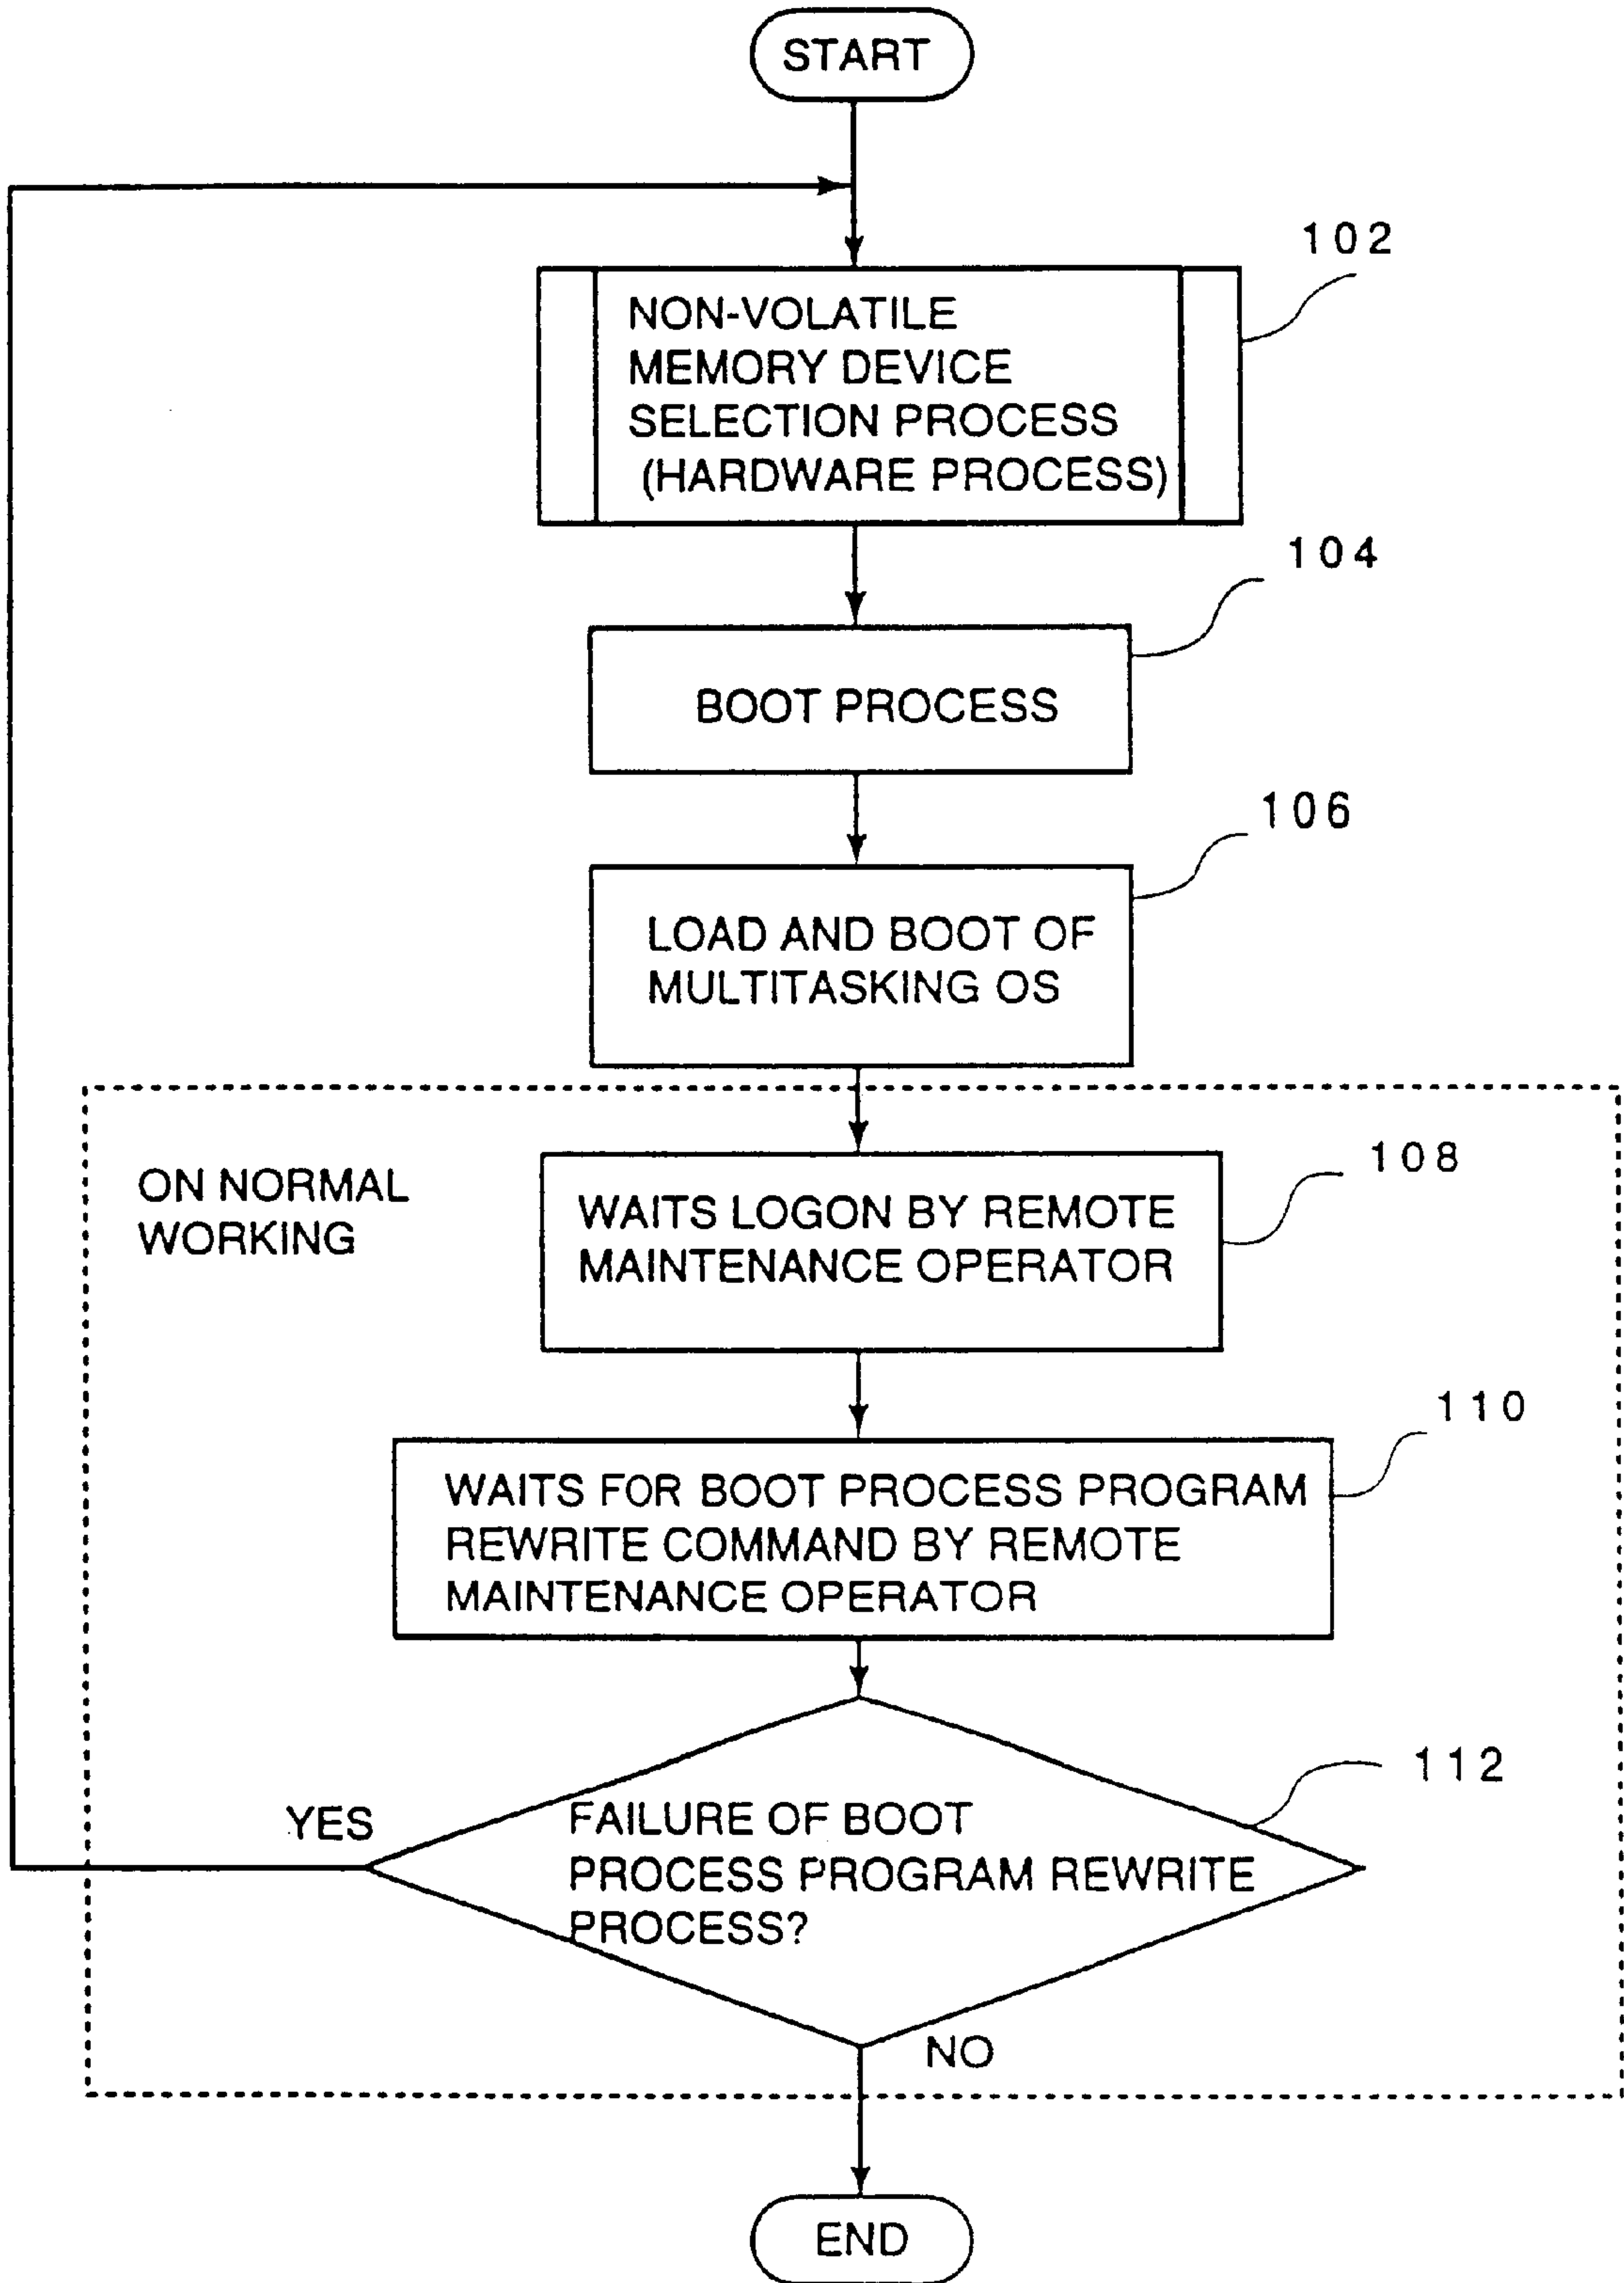 START
102
NON-VOLATILE
MEMORY DEVICE
SELECTION PROCESS
(HARDWARE PROCESS)
104
BOOT PROCESS
106
LOAD AND BOOT OF
MULTITASKING OS
ON NORMAL
WORKING
108
WAITS LOGON BY REMOTE
MAINTENANCE OPERATOR
110
WAITS FOR BOOT PROCESS PROGRAM
REWRITE COMMAND BY REMOTE
MAINTENANCE OPERATOR
112
YES
FAILURE OF BOOT
PROCESS PROGRAM REWRITE
PROCESS?
NO
END